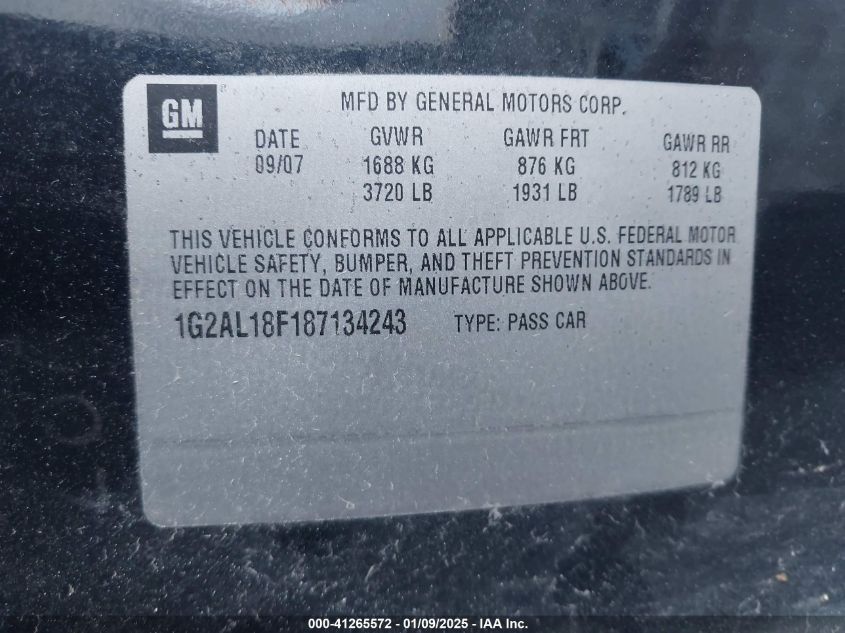 GM ®
MFD BY GENERAL MOTORS CORP.
DATE GVWR GAWR FRT GAWR RR
09/07 1688 KG 876 KG 812 KG
3720 LB 1931 LB 1789 LB
THIS VEHICLE CONFORMS TO ALL APPLICABLE U.S. FEDERAL MOTOR
VEHICLE SAFETY, BUMPER, AND THEFT PREVENTION STANDARDS IN
EFFECT ON THE DATE OF MANUFACTURE SHOWN ABOVE.
1G2AL18F187134243 TYPE: PASS CAR
000-41265572 - 01/09/2025 - IAA Inc.